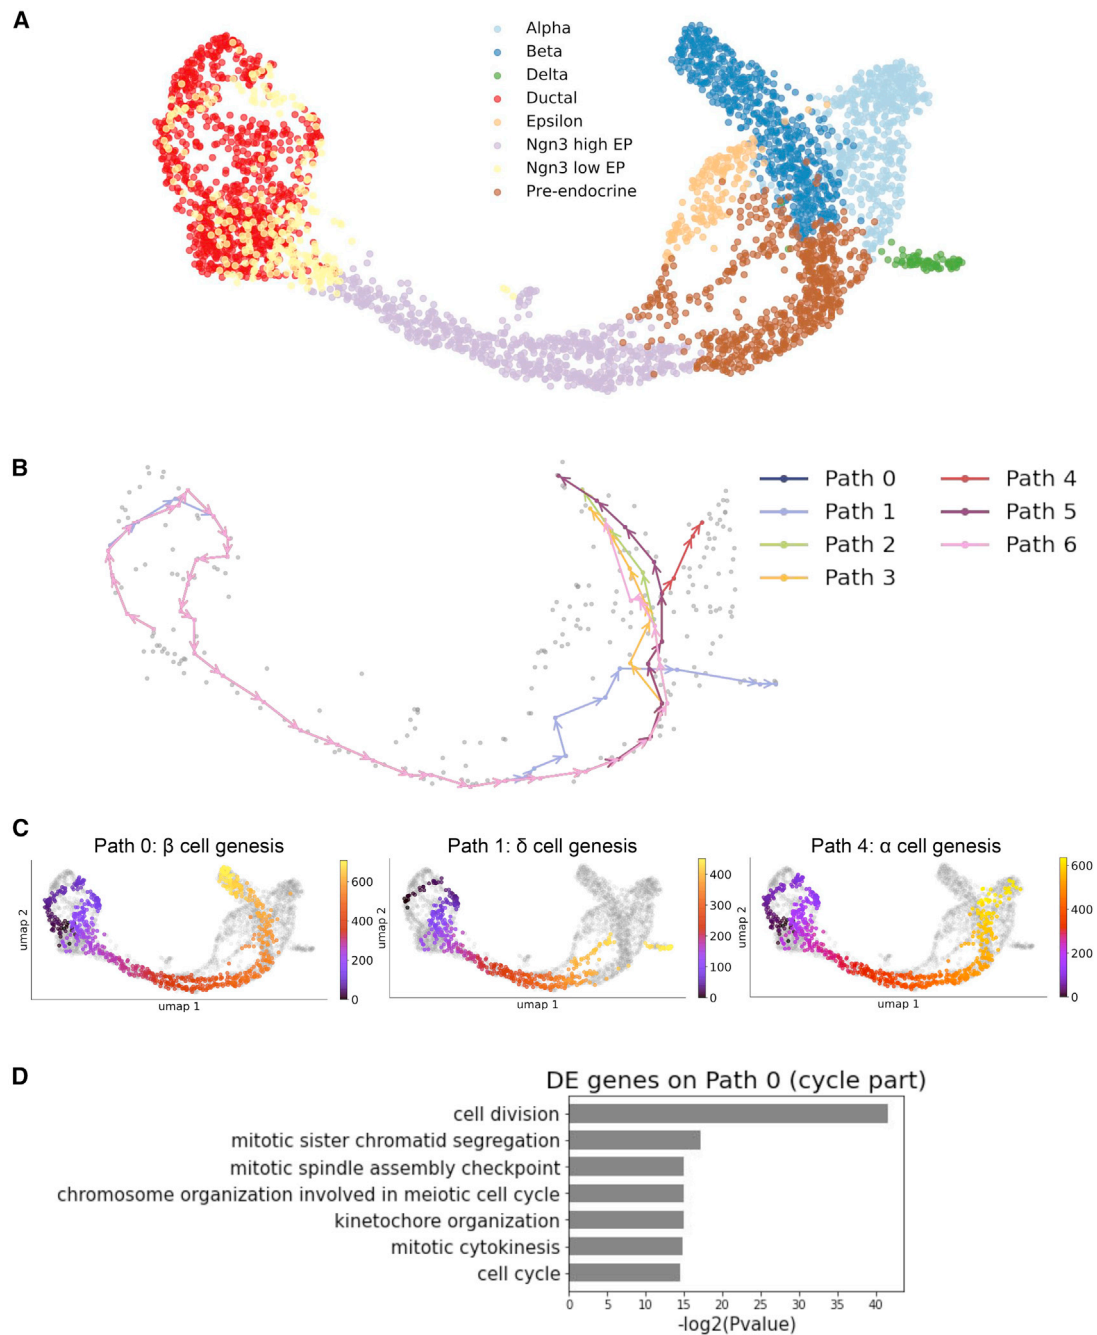 A
Alpha
Beta
Delta
Ductal
Epsilon
Ngn3 high EP
Ngn3 low EP
Pre-endocrine
B
Path 0
Path 1
Path 2
Path 3
Path 4
Path 5
Path 6
C
Path 0: β cell genesis
umap 2
umap 1
600
400
200
0
Path 1: δ cell genesis
umap 2
umap 1
400
300
200
100
0
Path 4: α cell genesis
umap 2
umap 1
600
400
200
0
D
DE genes on Path 0 (cycle part)
cell division
mitotic sister chromatid segregation
mitotic spindle assembly checkpoint
chromosome organization involved in meiotic cell cycle
kinetochore organization
mitotic cytokinesis
cell cycle
0 5 10 15 20 25 30 35 40
-log2(Pvalue)